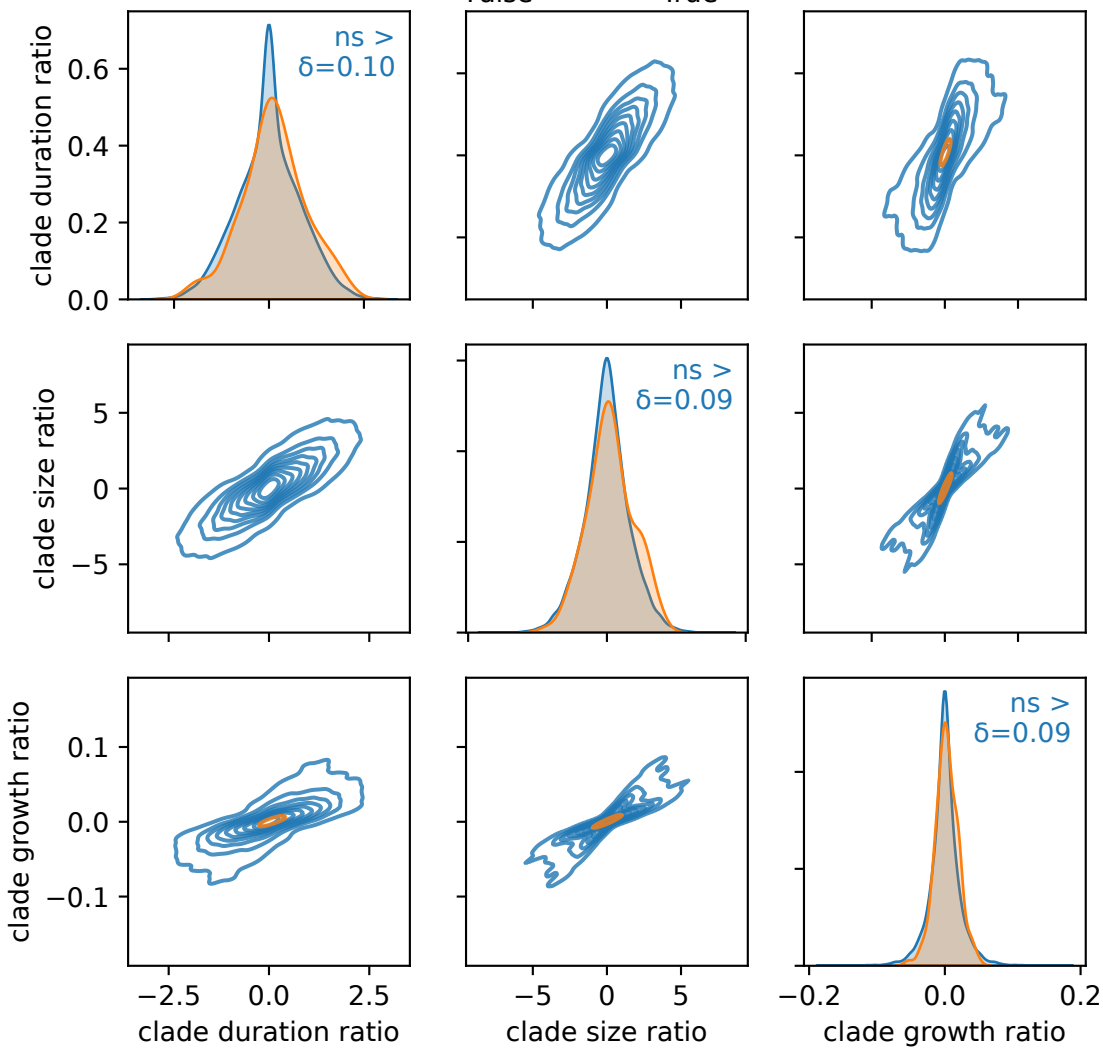 True
clade duration ratio
0.6
0.4
0.2
0.0
ns >
δ=0.10
clade size ratio
5
0
−5
ns >
δ=0.09
clade growth ratio
0.1
0.0
−0.1
ns >
δ=0.09
−2.5 0.0 2.5
−5 0 5
−0.2 0.0 0.2
clade duration ratio
clade size ratio
clade growth ratio